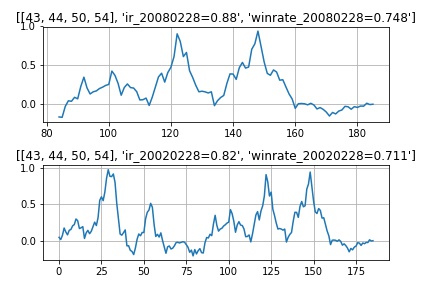 [[43, 44, 50, 54], 'ir_20080228=0.88', 'winrate_20080228=0.748']
1.0
0.5
0.0
80 100 120 140 160 180
[[43, 44, 50, 54], 'ir_20020228=0.82', 'winrate_20020228=0.711']
1.0
0.5
0.0
0 25 50 75 100 125 150 175